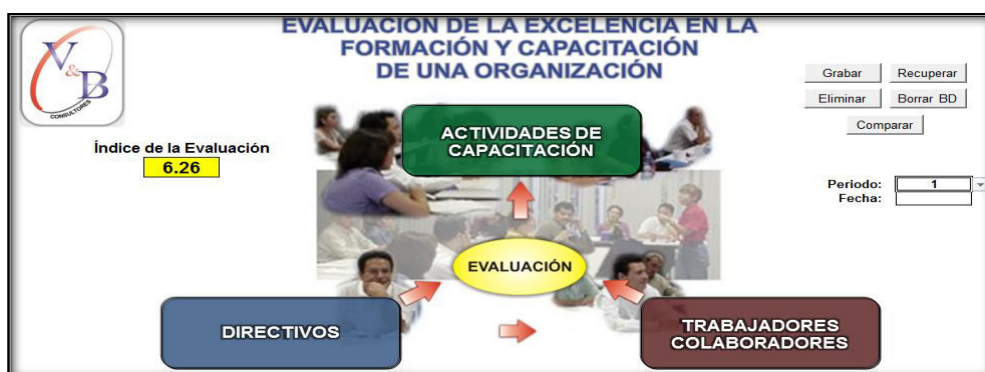 EVALUACIÓN DE LA EXCELENCIA EN LA
FORMACIÓN Y CAPACITACIÓN
DE UNA ORGANIZACIÓN
V&B
CONSULTORES
Grabar
Recuperar
Eliminar
Borrar BD
Comparar
Índice de la Evaluación
6.26
ACTIVIDADES DE
CAPACITACIÓN
Periodo: 1
Fecha:
EVALUACIÓN
DIRECTIVOS
TRABAJADORES
COLABORADORES